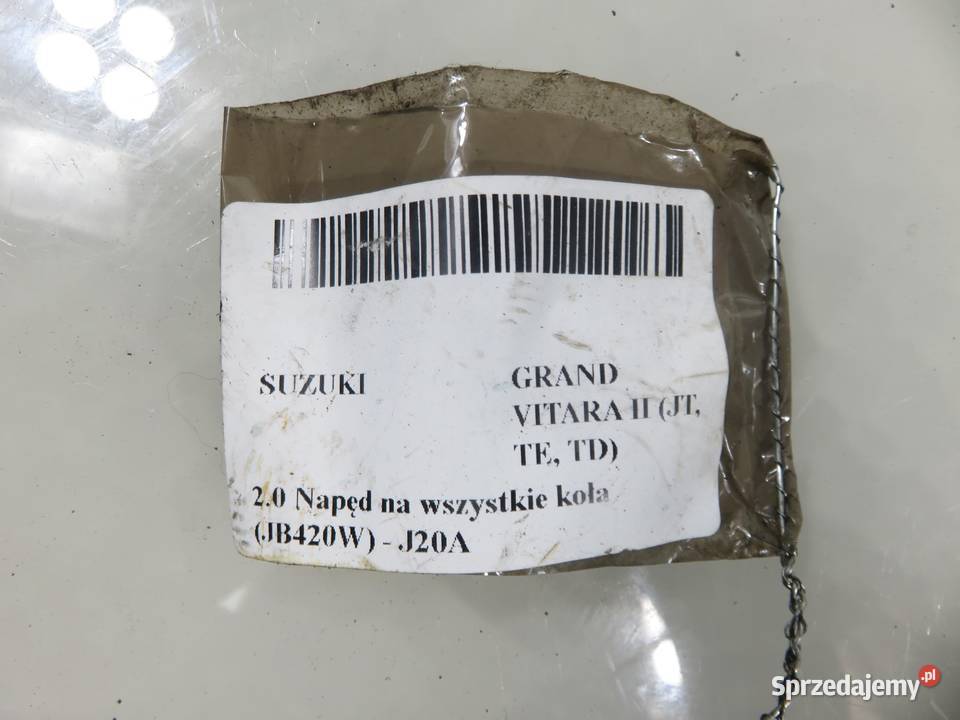 SUZUKI
GRAND
VITARA II (JT,
TE, TD)
2.0 Napęd na wszystkie koła
(JB420W) - J20A
Sprzedajemy.pl